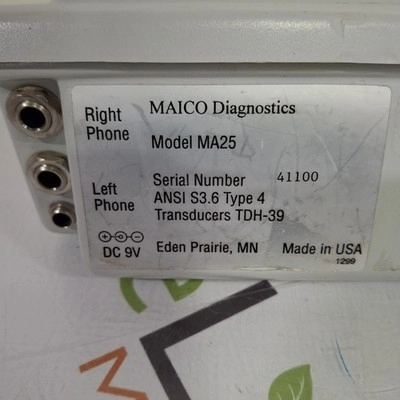 Right Phone
MAICO Diagnostics
Model MA25
Left Phone
Serial Number 41100
ANSI S3.6 Type 4
Transducers TDH-39
DC 9V
Eden Prairie, MN
Made in USA
1299